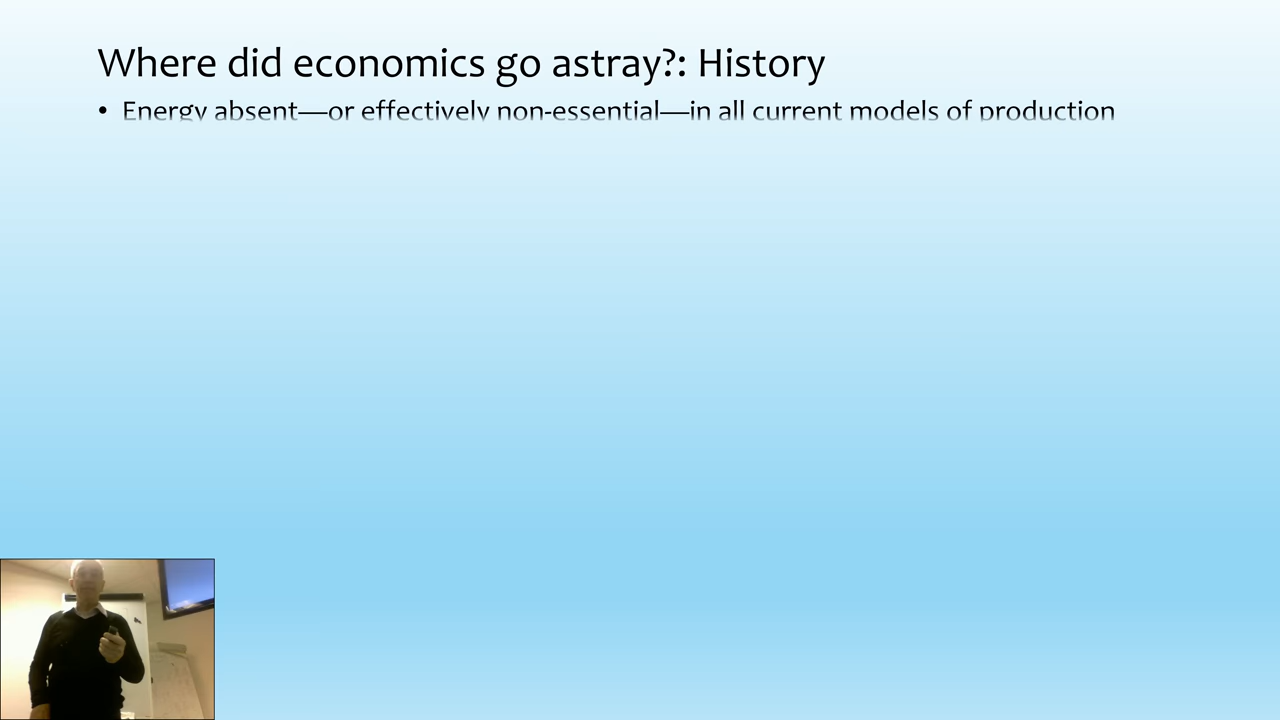 Where did economics go astray?: History
• Energy absent—or effectively non-essential—in all current models of production